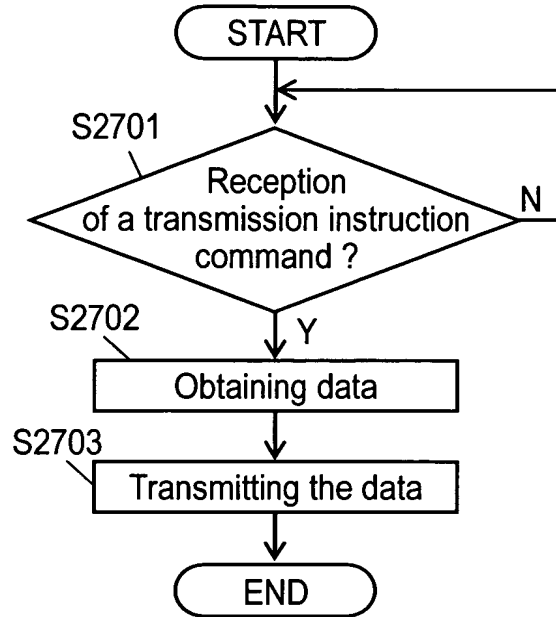 START
S2701
Reception
of a transmission instruction
command ?
N
Y
S2702
Obtaining data
S2703
Transmitting the data
END